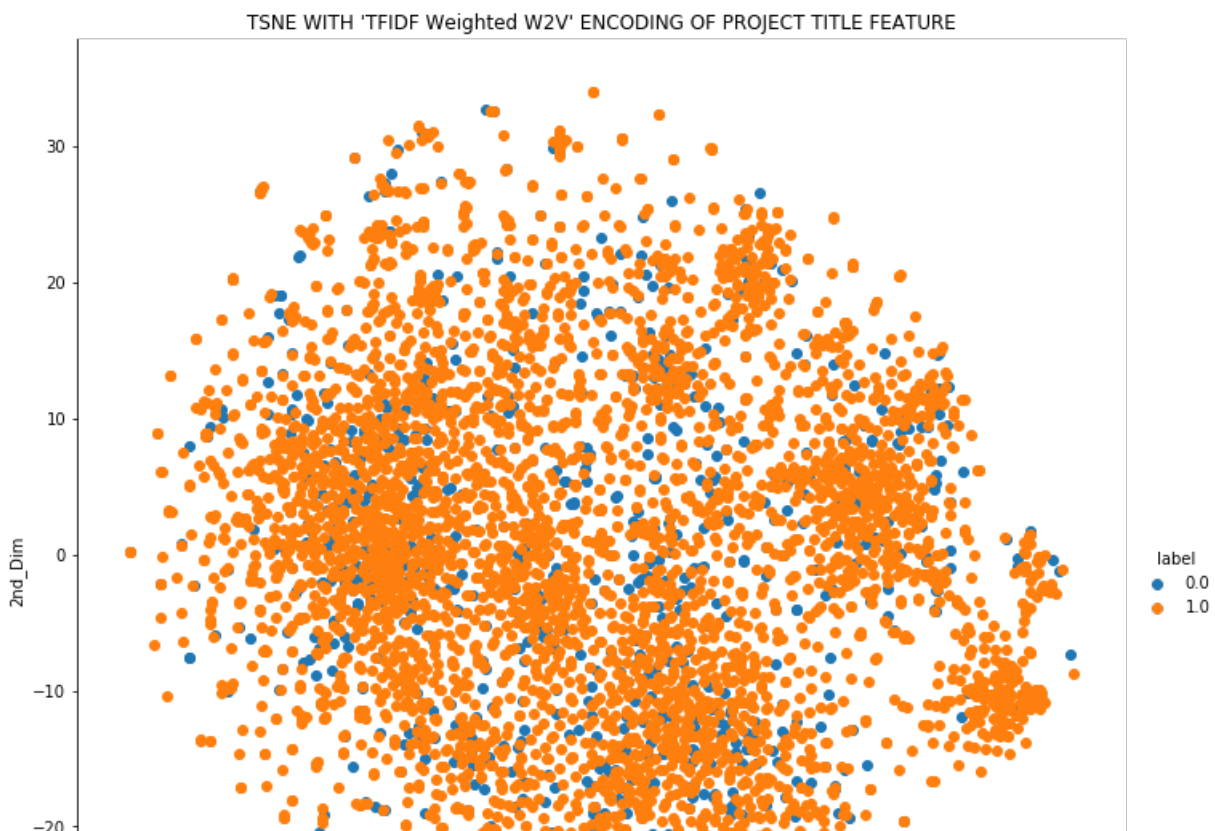 TSNE WITH 'TFIDF Weighted W2V' ENCODING OF PROJECT TITLE FEATURE
30
20
10
0
−10
−20
2nd_Dim
label
0.0
1.0